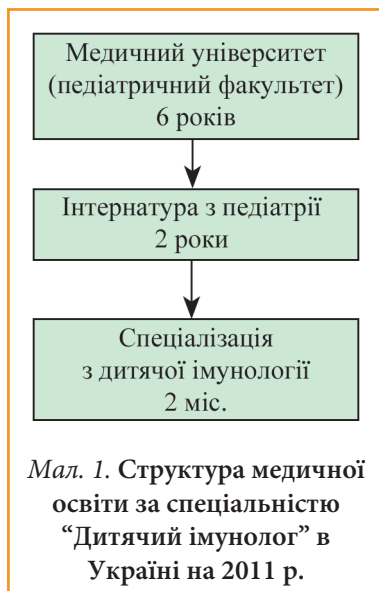 Медичний університет
(педіатричний факультет)
6 років
Інтернатура з педіатрії
2 роки
Спеціалізація
з дитячої імунології
2 міс.
Мал. 1. Структура медичної
освіти за спеціальністю
“Дитячий імунолог” в
Україні на 2011 р.